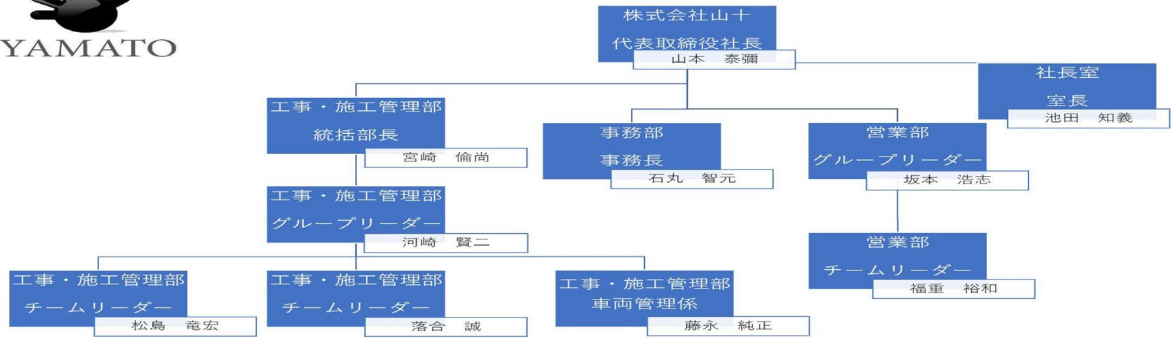 YAMATO
株式会社山十
代表取締役社長
山本 泰彌
社長室
室長
池田 知義
工事・施工管理部
統括部長
宮崎 倫尚
事務部
事務長
石丸 智元
営業部
グループリーダー
坂本 浩志
工事・施工管理部
グループリーダー
河崎 賢二
営業部
チームリーダー
福重 裕和
工事・施工管理部
チームリーダー
松島 竜宏
工事・施工管理部
チームリーダー
落合 誠
工事・施工管理部
車両管理係
藤永 純正